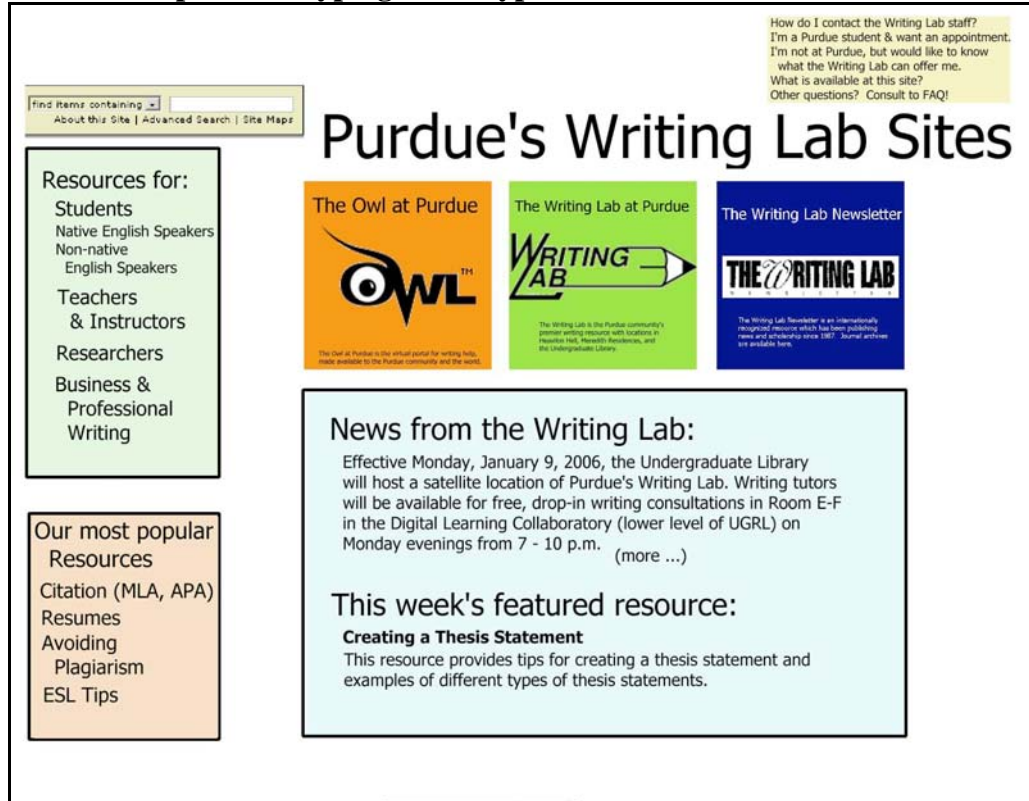 How do I contact the Writing Lab staff?
I'm a Purdue student & want an appointment.
I'm not at Purdue, but would like to know
what the Writing Lab can offer me.
What is available at this site?
Other questions? Consult to FAQ!
find items containing
About this Site | Advanced Search | Site Maps
Purdue's Writing Lab Sites
Resources for:
Students
Native English Speakers
Non-native
English Speakers
Teachers
& Instructors
Researchers
Business &
Professional
Writing
The Owl at Purdue
OWL™
The Owl at Purdue is the virtual portal for writing help,
made available to the Purdue community and the world.
The Writing Lab at Purdue
WRITING
LAB
The Writing Lab is the Purdue community's
premier writing resource with locations in
Heavilon Hall, Meredith Residences, and
the Undergraduate Library.
The Writing Lab Newsletter
THE WRITING LAB
NEWSLETTER
The Writing Lab Newsletter is an internationally
recognized resource which has been publishing
news and scholarship since 1987. Journal archives
are available here.
Our most popular
Resources
Citation (MLA, APA)
Resumes
Avoiding
Plagiarism
ESL Tips
News from the Writing Lab:
Effective Monday, January 9, 2006, the Undergraduate Library
will host a satellite location of Purdue's Writing Lab. Writing tutors
will be available for free, drop-in writing consultations in Room E-F
in the Digital Learning Collaboratory (lower level of UGRL) on
Monday evenings from 7 - 10 p.m.
(more ...)
This week's featured resource:
Creating a Thesis Statement
This resource provides tips for creating a thesis statement and
examples of different types of thesis statements.